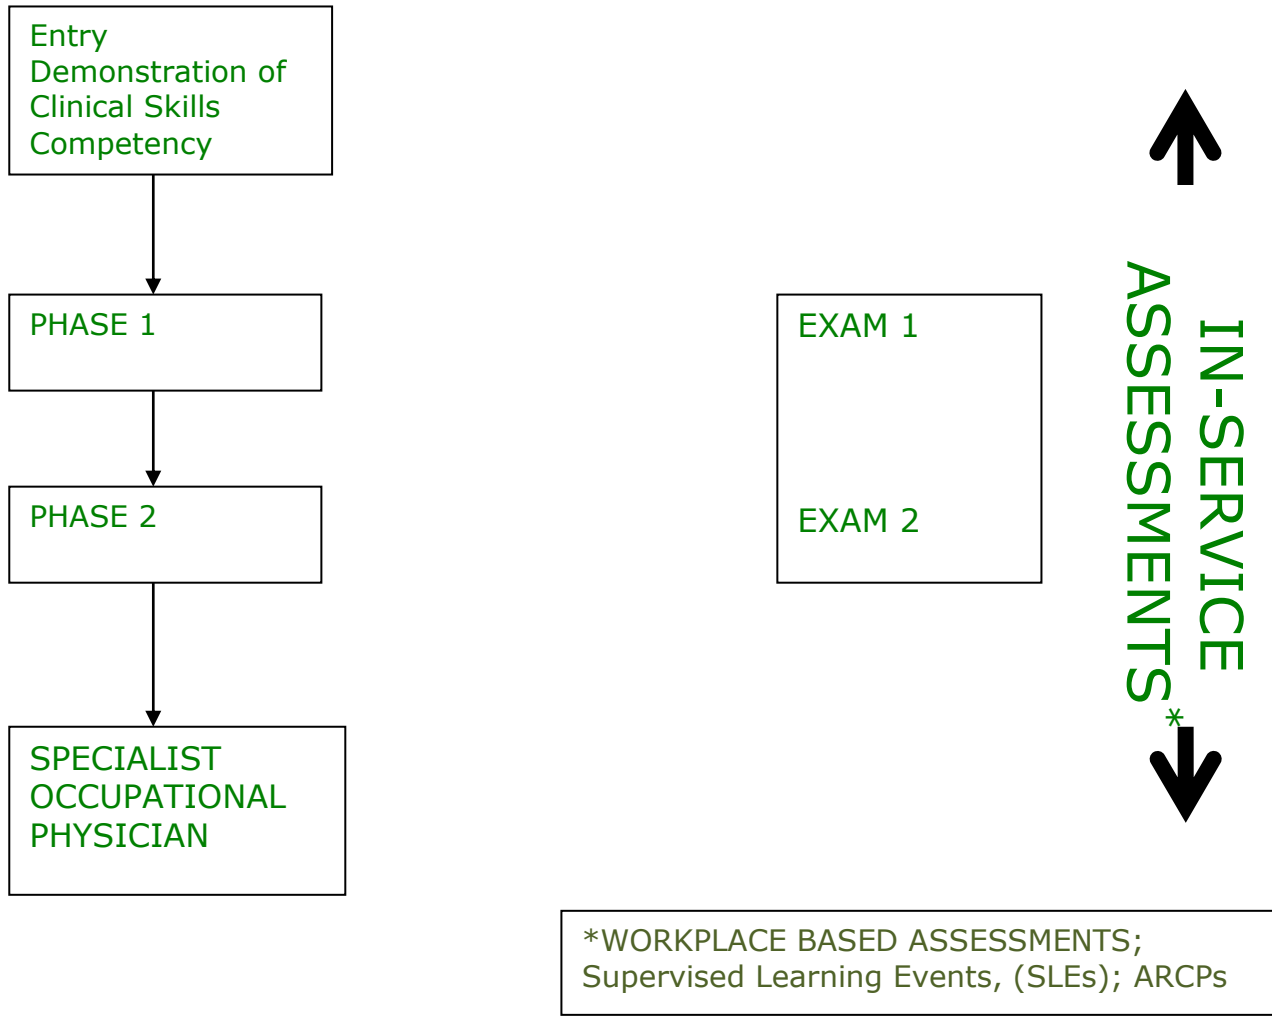 Entry
Demonstration of
Clinical Skills
Competency
PHASE 1
PHASE 2
SPECIALIST
OCCUPATIONAL
PHYSICIAN
EXAM 1
EXAM 2
IN-SERVICE
ASSESSMENTS*
*WORKPLACE BASED ASSESSMENTS;
Supervised Learning Events, (SLEs); ARCPs